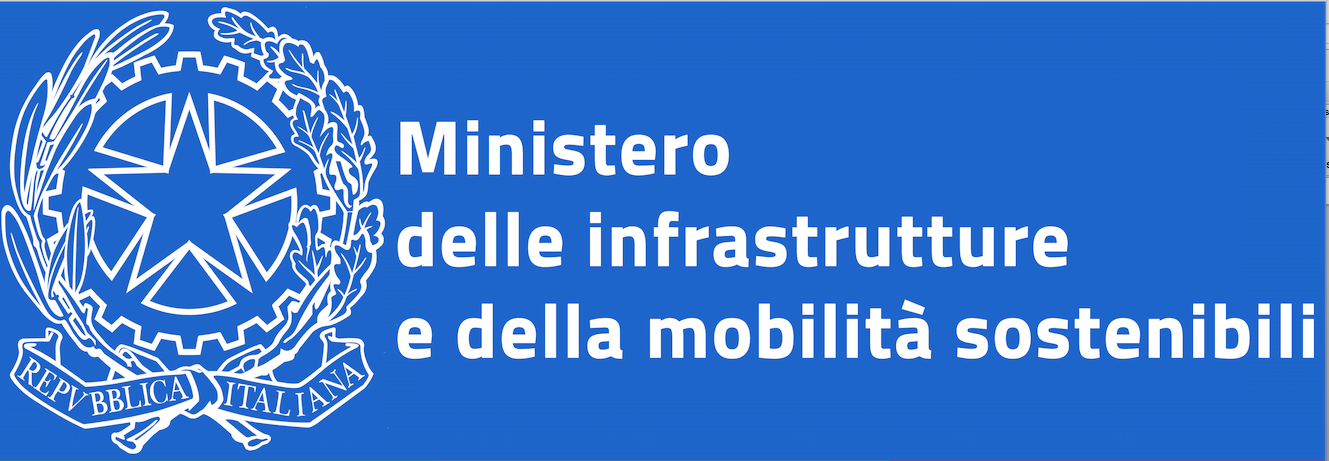 Ministero
delle infrastrutture
e della mobilità sostenibili
REPVBBLICA ITALIANA